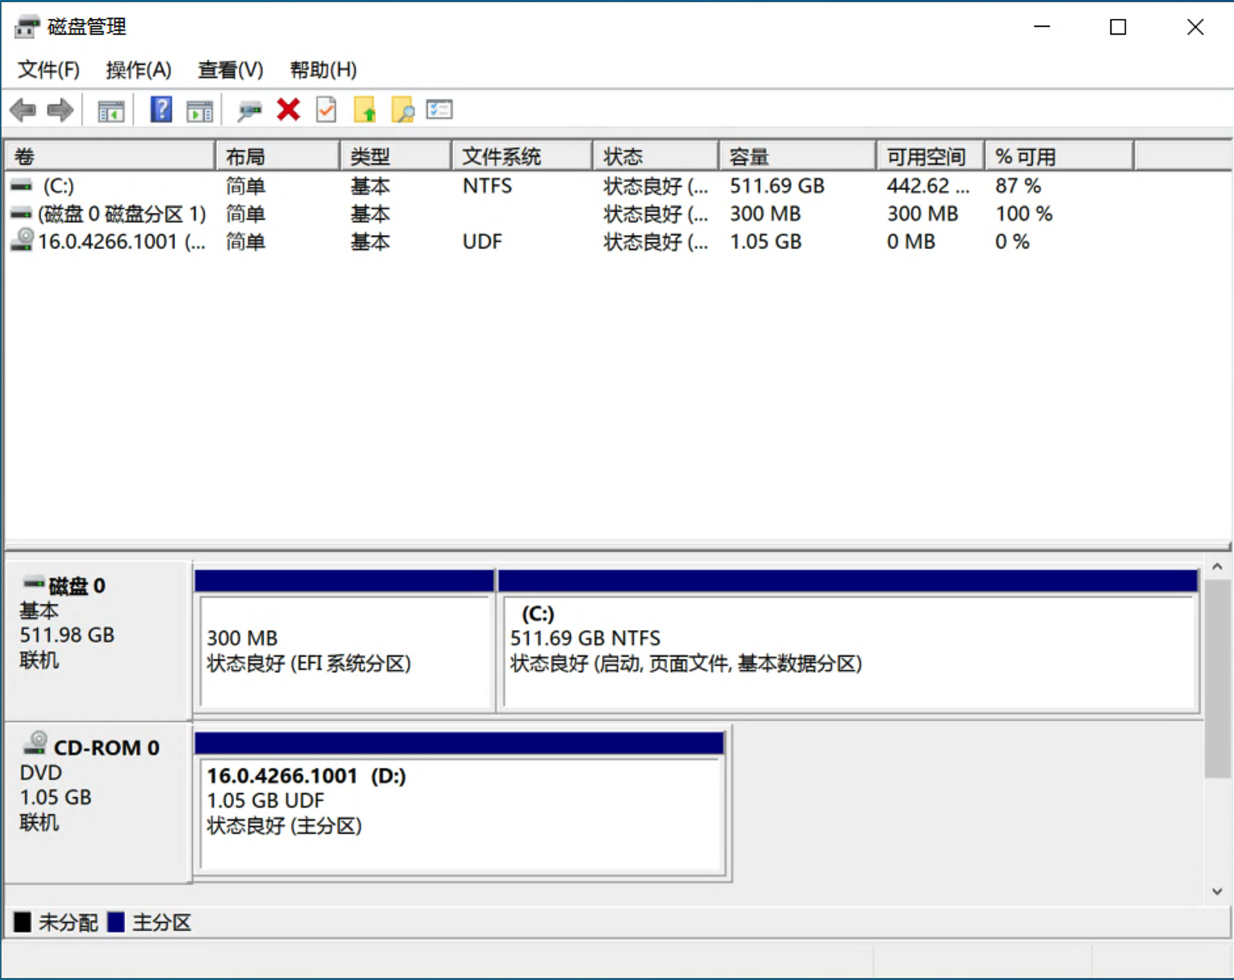 磁盘管理
文件(F) 操作(A) 查看(V) 帮助(H)
卷 布局 类型 文件系统 状态 容量 可用空间 % 可用
(C:) 简单 基本 NTFS 状态良好 (... 511.69 GB 442.62 ... 87 %
(磁盘 0 磁盘分区 1) 简单 基本 状态良好 (... 300 MB 300 MB 100 %
16.0.4266.1001 (... 简单 基本 UDF 状态良好 (... 1.05 GB 0 MB 0 %
磁盘 0
基本
511.98 GB
联机
300 MB
状态良好 (EFI 系统分区)
(C:)
511.69 GB NTFS
状态良好 (启动, 页面文件, 基本数据分区)
CD-ROM 0
DVD
1.05 GB
联机
16.0.4266.1001 (D:)
1.05 GB UDF
状态良好 (主分区)
未分配 主分区